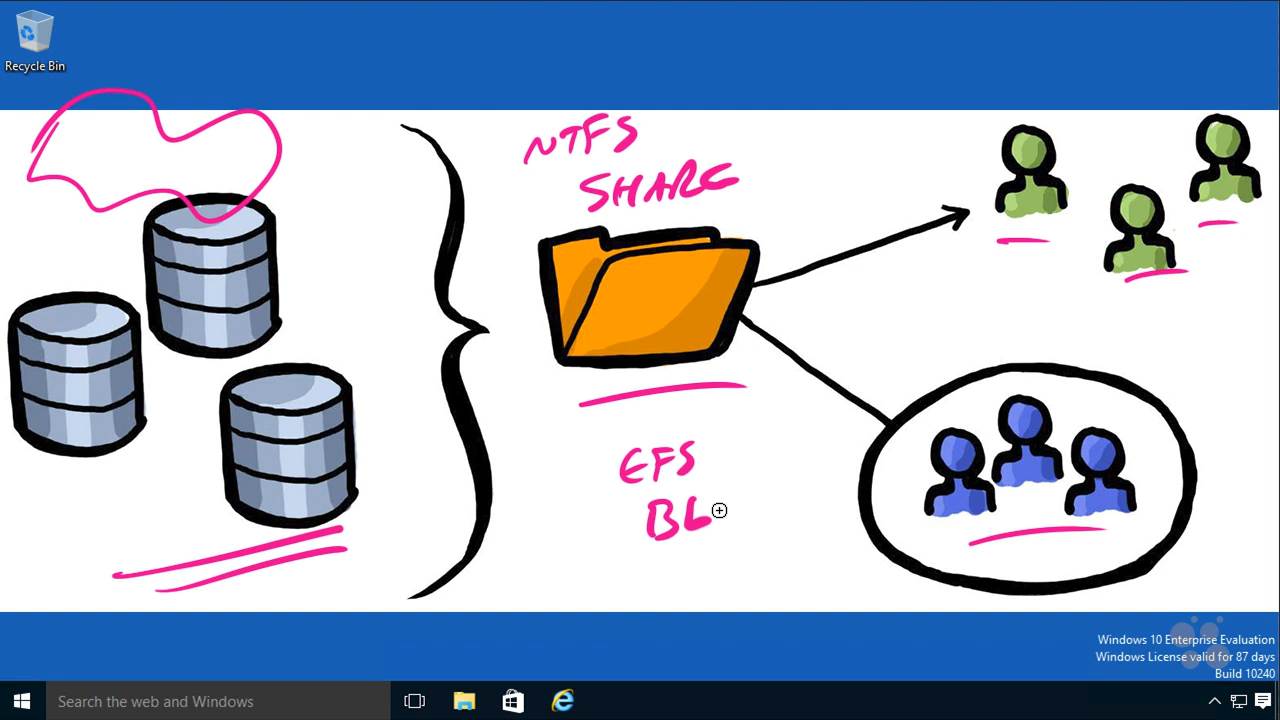 Recycle Bin
NTFS
SHARE
EFS
BL
Windows 10 Enterprise Evaluation
Windows License valid for 87 days
Build 10240
Search the web and Windows